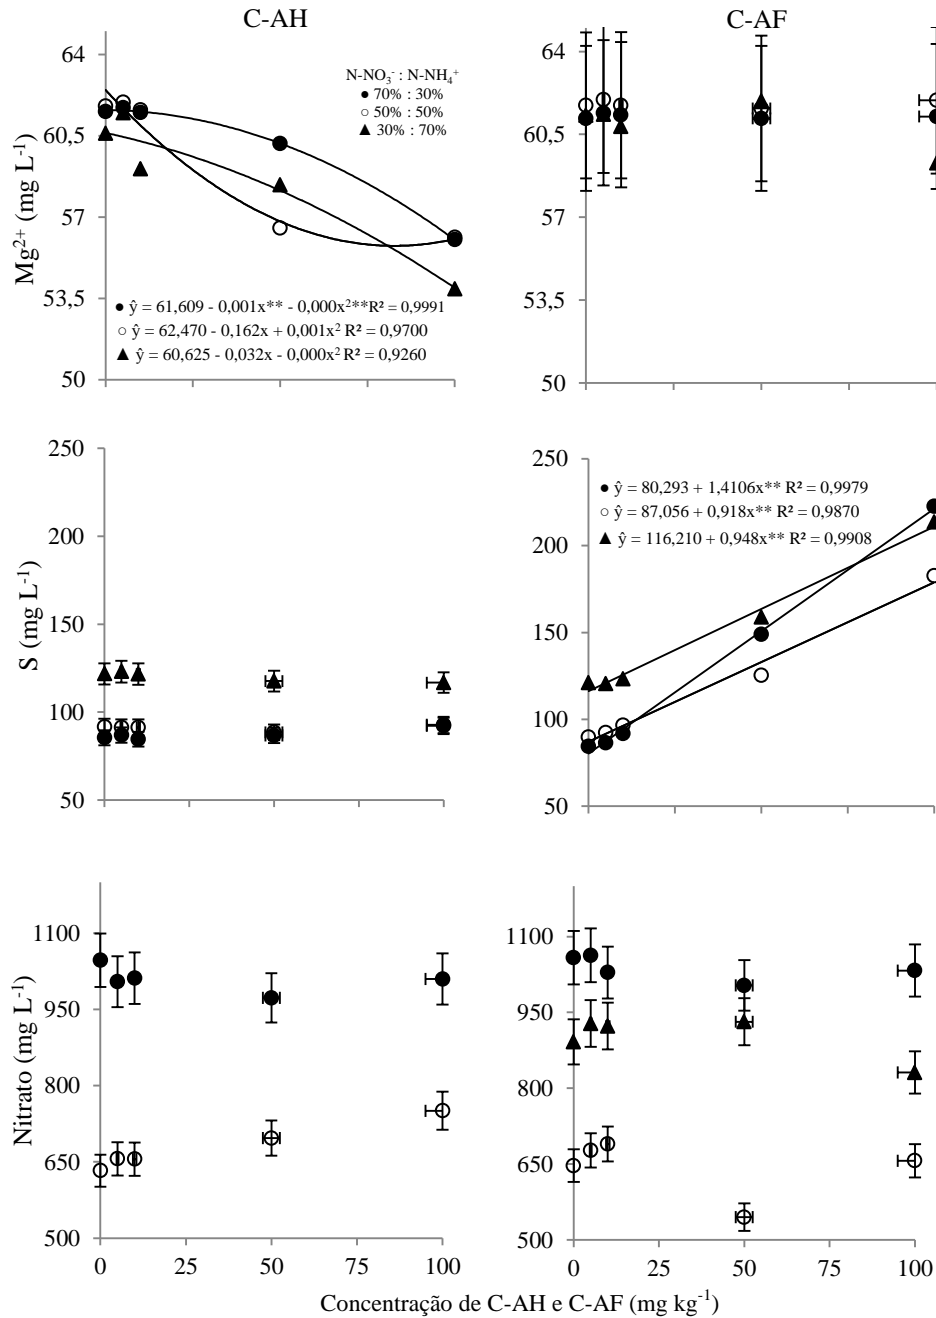 C-AH
C-AF
64
60,5
57
53,5
50
Mg²⁺ (mg L⁻¹)
N-NO₃⁻ : N-NH₄⁺
● 70% : 30%
○ 50% : 50%
▲ 30% : 70%
● ŷ = 61,609 - 0,001x** - 0,000x²**R² = 0,9991
○ ŷ = 62,470 - 0,162x + 0,001x² R² = 0,9700
▲ ŷ = 60,625 - 0,032x - 0,000x² R² = 0,9260
64
60,5
57
53,5
50
250
200
150
100
50
S (mg L⁻¹)
250
200
150
100
50
● ŷ = 80,293 + 1,4106x** R² = 0,9979
○ ŷ = 87,056 + 0,918x** R² = 0,9870
▲ ŷ = 116,210 + 0,948x** R² = 0,9908
1100
950
800
650
500
Nitrato (mg L⁻¹)
0 25 50 75 100
1100
950
800
650
500
0 25 50 75 100
Concentração de C-AH e C-AF (mg kg⁻¹)